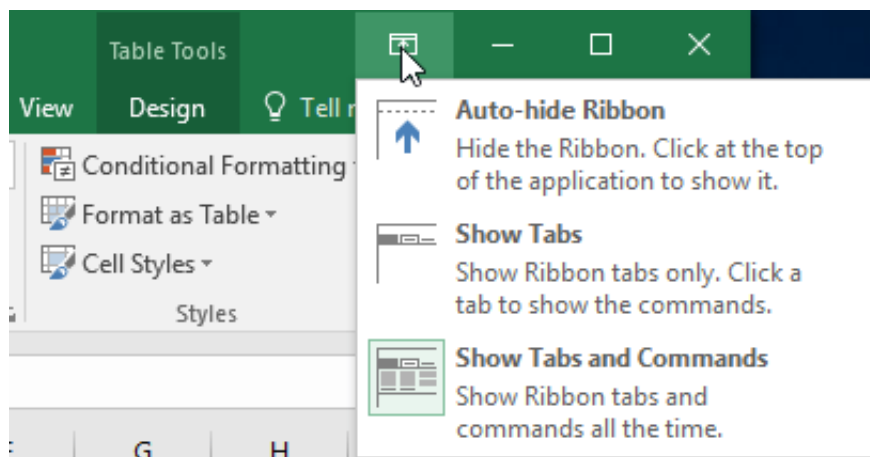 Table Tools
View
Design
Tell
Auto-hide Ribbon
Hide the Ribbon. Click at the top
of the application to show it.
Conditional Formatting
Format as Table
Cell Styles
Styles
Show Tabs
Show Ribbon tabs only. Click a
tab to show the commands.
Show Tabs and Commands
Show Ribbon tabs and
commands all the time.
G
H